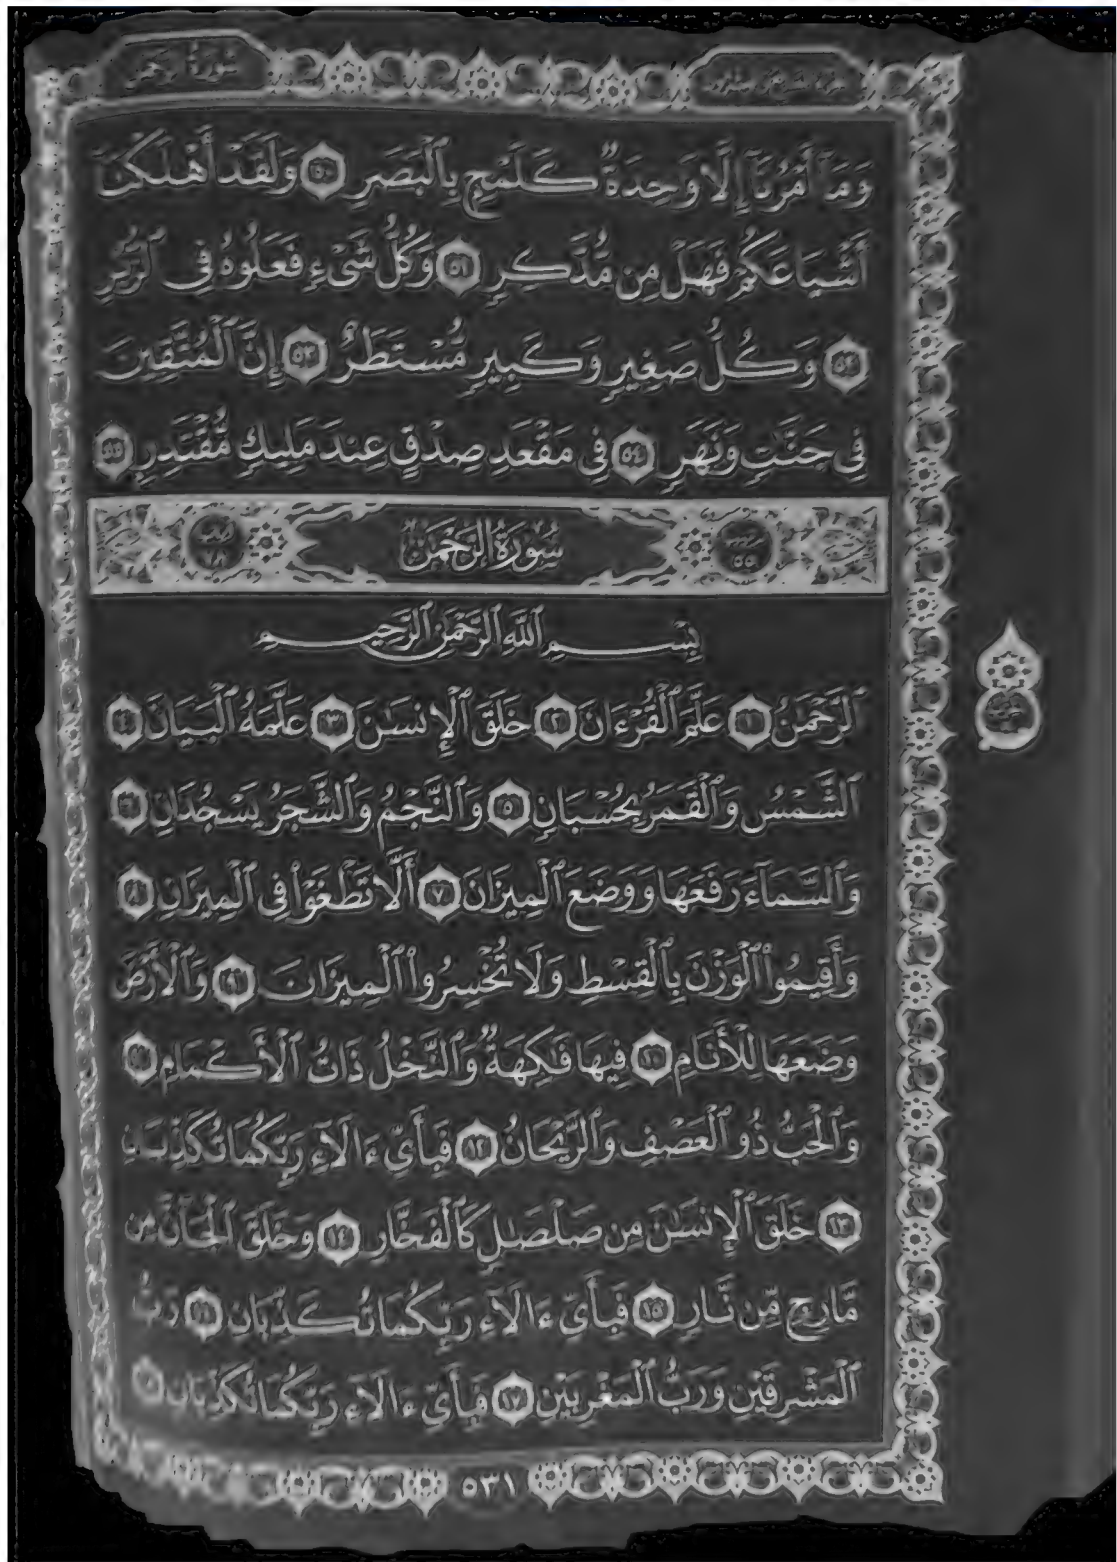 سُورَةُ الرَّحْمَن
وَمَآ أَمْرُنَآ إِلَّا وَٰحِدَةٌ كَلَمْحٍۭ بِٱلْبَصَرِ ٥٠ وَلَقَدْ أَهْلَكْنَآ
أَشْيَاعَكُمْ فَهَلْ مِن مُّدَّكِرٍ ٥١ وَكُلُّ شَىْءٍ فَعَلُوهُ فِى ٱلزُّبُرِ
٥٢ وَكُلُّ صَغِيرٍ وَكَبِيرٍ مُّسْتَطَرٌ ٥٣ إِنَّ ٱلْمُتَّقِينَ
فِى جَنَّٰتٍ وَنَهَرٍ ٥٤ فِى مَقْعَدِ صِدْقٍ عِندَ مَلِيكٍ مُّقْتَدِرٍۭ ٥٥
سُورَةُ الرَّحْمَٰن
بِسْمِ ٱللَّهِ ٱلرَّحْمَٰنِ ٱلرَّحِيمِ
ٱلرَّحْمَٰنُ ١ عَلَّمَ ٱلْقُرْءَانَ ٢ خَلَقَ ٱلْإِنسَٰنَ ٣ عَلَّمَهُ ٱلْبَيَانَ ٤
ٱلشَّمْسُ وَٱلْقَمَرُ بِحُسْبَانٍ ٥ وَٱلنَّجْمُ وَٱلشَّجَرُ يَسْجُدَانِ ٦
وَٱلسَّمَآءَ رَفَعَهَا وَوَضَعَ ٱلْمِيزَانَ ٧ أَلَّا تَطْغَوْا۟ فِى ٱلْمِيزَانِ ٨
وَأَقِيمُوا۟ ٱلْوَزْنَ بِٱلْقِسْطِ وَلَا تُخْسِرُوا۟ ٱلْمِيزَانَ ٩ وَٱلْأَرْضَ
وَضَعَهَا لِلْأَنَامِ ١٠ فِيهَا فَٰكِهَةٌ وَٱلنَّخْلُ ذَاتُ ٱلْأَكْمَامِ ١١
وَٱلْحَبُّ ذُو ٱلْعَصْفِ وَٱلرَّيْحَانُ ١٢ فَبِأَىِّ ءَالَآءِ رَبِّكُمَا تُكَذِّبَانِ
١٣ خَلَقَ ٱلْإِنسَٰنَ مِن صَلْصَٰلٍ كَٱلْفَخَّارِ ١٤ وَخَلَقَ ٱلْجَآنَّ مِن
مَّارِجٍ مِّن نَّارٍ ١٥ فَبِأَىِّ ءَالَآءِ رَبِّكُمَا تُكَذِّبَانِ ١٦ رَبُّ
ٱلْمَشْرِقَيْنِ وَرَبُّ ٱلْمَغْرِبَيْنِ ١٧ فَبِأَىِّ ءَالَآءِ رَبِّكُمَا تُكَذِّبَانِ ١٨
٥٣١